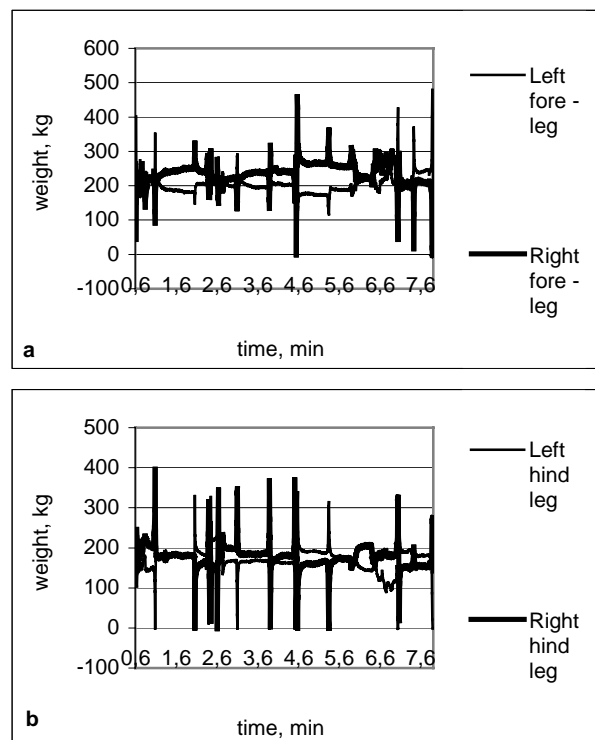 600
500
400
300
200
100
0
-100
weight, kg
0,6 1,6 2,6 3,6 4,6 5,6 6,6 7,6
time, min
Left
fore -
leg
Right
fore -
leg
a
500
400
300
200
100
0
-100
weight, kg
0,6 1,6 2,6 3,6 4,6 5,6 6,6 7,6
time, min
Left
hind
leg
Right
hind
leg
b